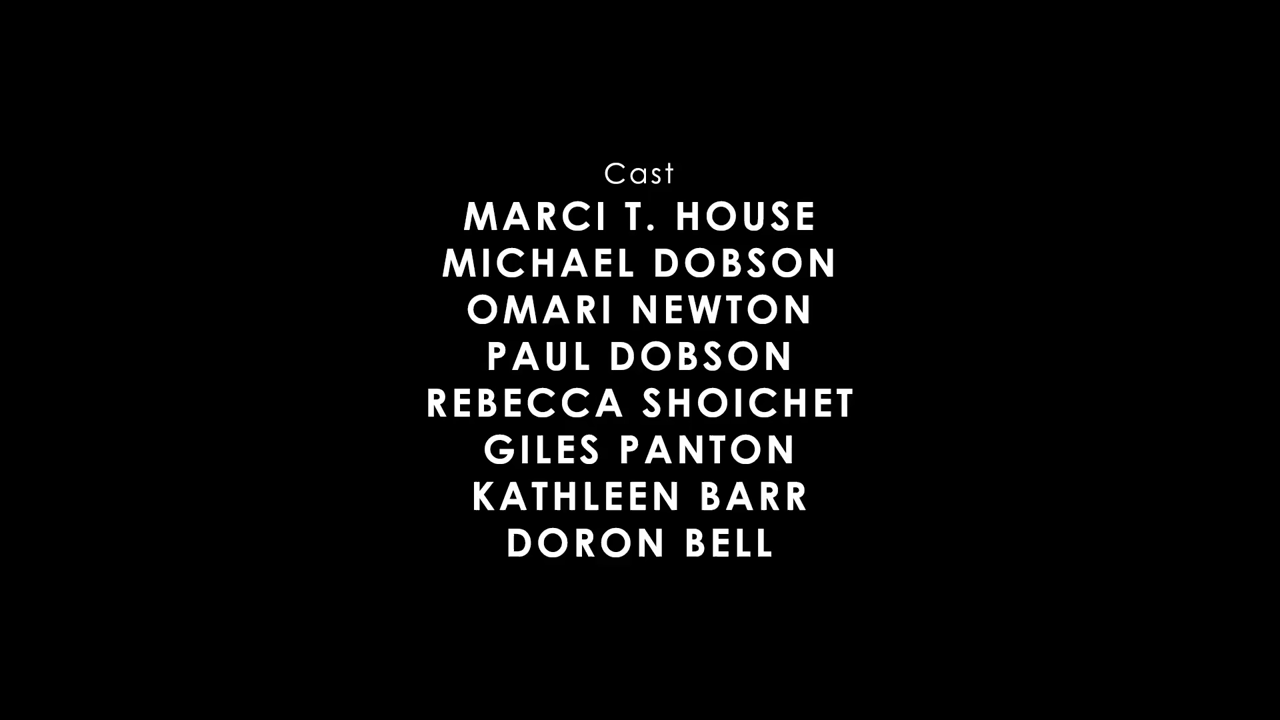 Cast
MARCI T. HOUSE
MICHAEL DOBSON
OMARI NEWTON
PAUL DOBSON
REBECCA SHOICHET
GILES PANTON
KATHLEEN BARR
DORON BELL